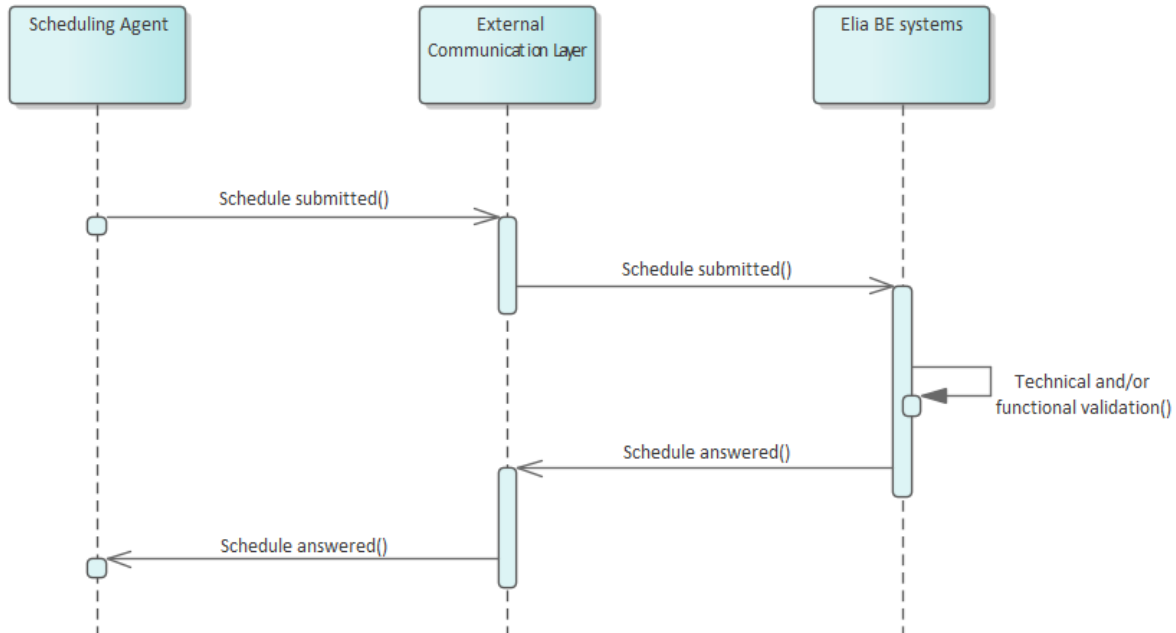 Scheduling Agent
External
Communication Layer
Elia BE systems
Schedule submitted()
Schedule submitted()
Technical and/or
functional validation()
Schedule answered()
Schedule answered()